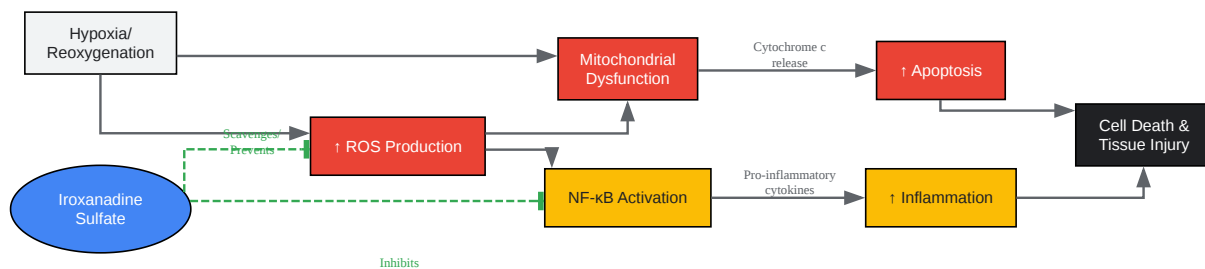 Hypoxia/
Reoxygenation
Mitochondrial
Dysfunction
Cytochrome c
release
↑ Apoptosis
Cell Death &
Tissue Injury
Scavenges/
Prevents
↑ ROS Production
Iroxanadine
Sulfate
NF-κB Activation
Pro-inflammatory
cytokines
↑ Inflammation
Inhibits